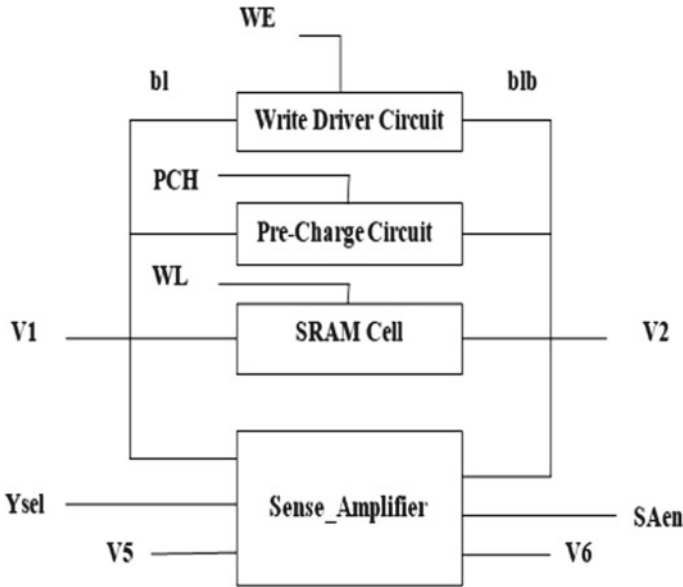 WE
bl
blb
Write Driver Circuit
PCH
Pre-Charge Circuit
WL
V1
SRAM Cell
V2
Ysel
Sense_Amplifier
SAen
V5
V6